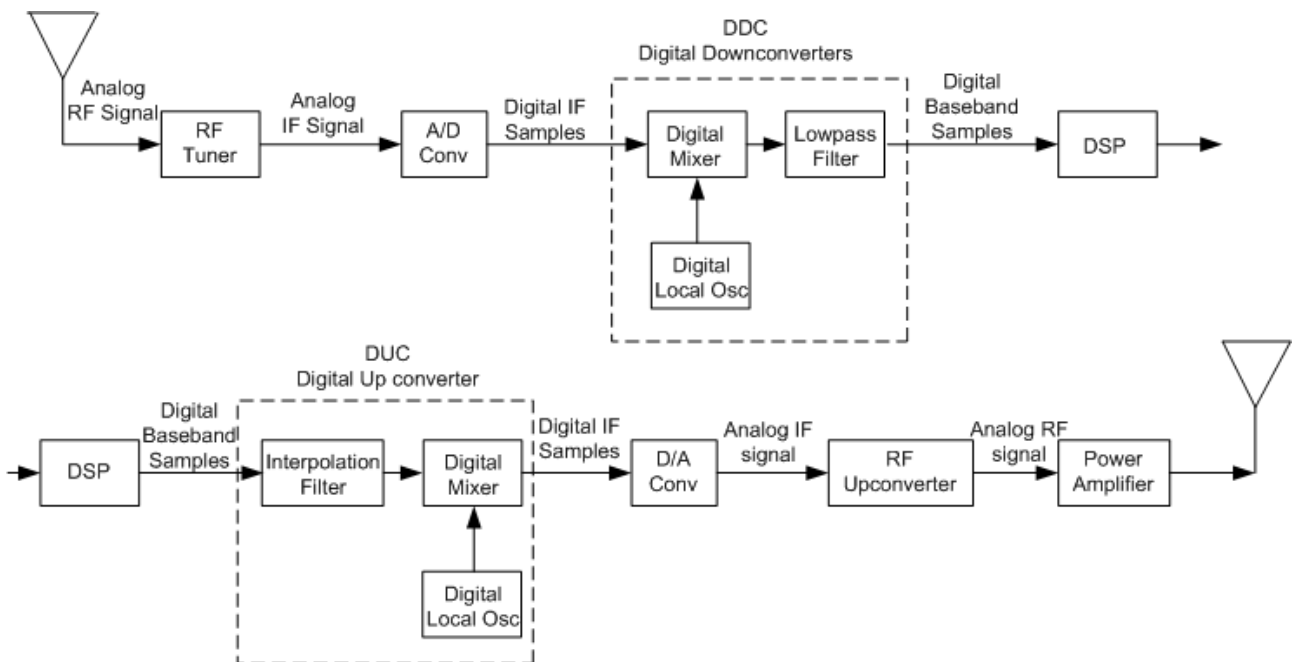 DDC
Digital Downconverters
Analog
RF Signal
RF
Tuner
Analog
IF Signal
A/D
Conv
Digital IF
Samples
Digital
Mixer
Lowpass
Filter
Digital
Baseband
Samples
DSP
Digital
Local Osc
DUC
Digital Up converter
DSP
Digital
Baseband
Samples
Interpolation
Filter
Digital
Mixer
Digital IF
Samples
D/A
Conv
Analog IF
signal
RF
Upconverter
Analog RF
signal
Power
Amplifier
Digital
Local Osc